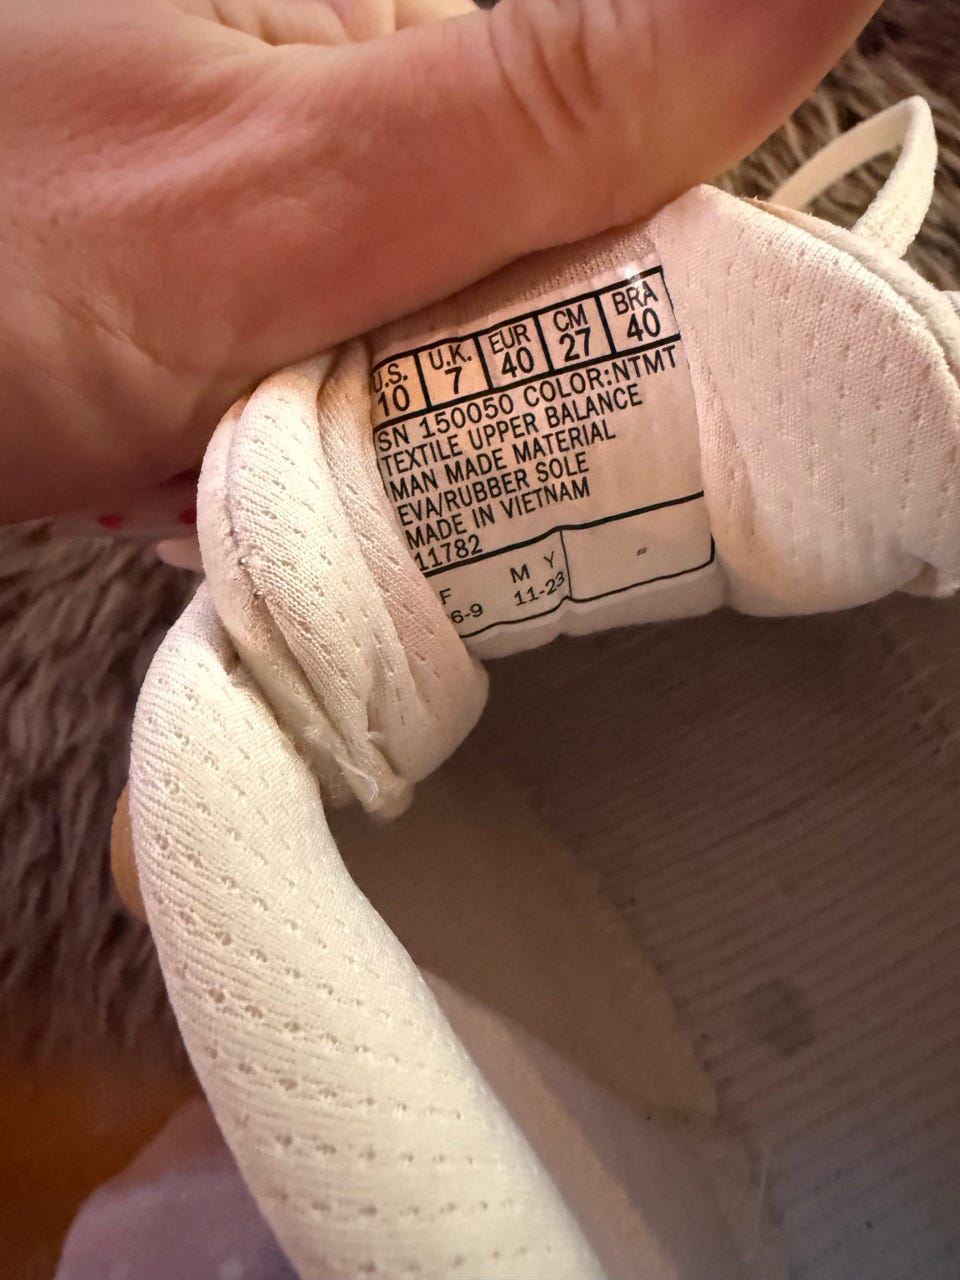 U.S. U.K. EUR CM BRA
10 7 40 27 40
SN 150050 COLOR:NTMT
TEXTILE UPPER BALANCE
MAN MADE MATERIAL
EVA/RUBBER SOLE
MADE IN VIETNAM
11782
F M Y
6-9 11-23